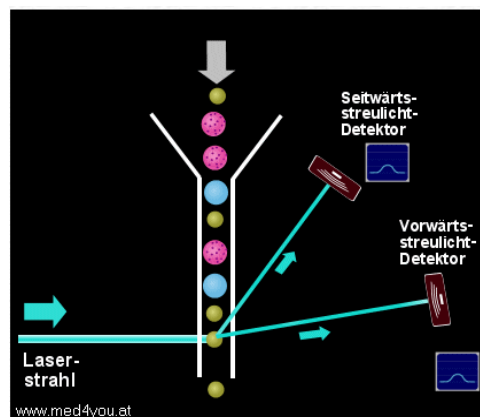 Seitwärts-
streulicht-
Detektor
Vorwärts-
streulicht-
Detektor
Laser-
strahl
www.med4you.at